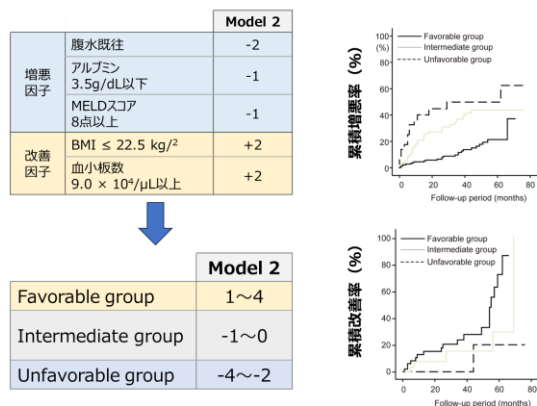 Model 2
増悪
因子
腹水既往
-2
アルブミン
3.5g/dL以下
-1
MELDスコア
8点以上
-1
改善
因子
BMI ≤ 22.5 kg/²
+2
血小板数
9.0 × 10⁴/μL以上
+2
Model 2
Favorable group
1～4
Intermediate group
-1～0
Unfavorable group
-4～-2
累積増悪率（%）
100
(%)
80
60
40
20
0
Favorable group
Intermediate group
Unfavorable group
0 20 40 60 80
Follow-up period (months)
累積改善率（%）
100
80
60
40
20
0
Favorable group
Intermediate group
Unfavorable group
0 20 40 60 80
Follow-up period (months)